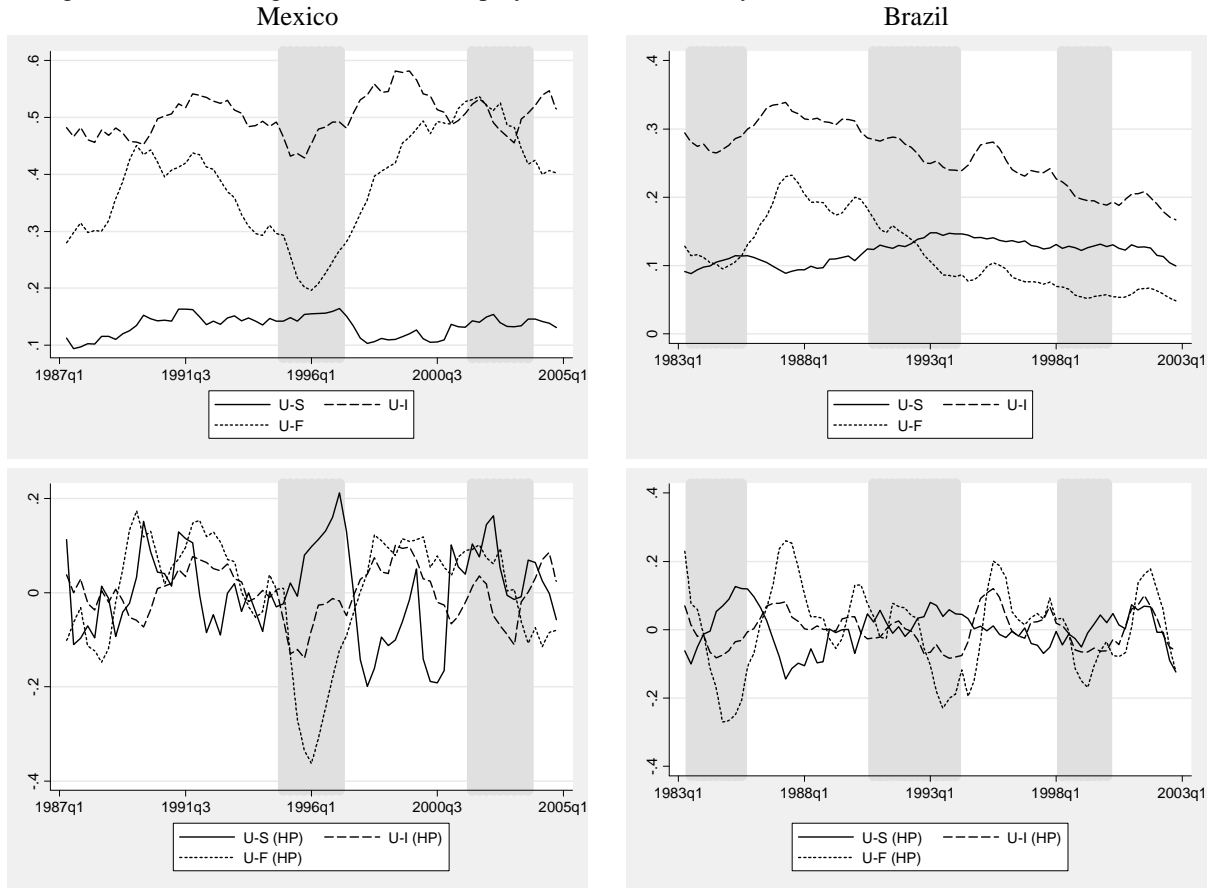 Mexico
Brazil
.6
.5
.4
.3
.2
.1
1987q1 1991q3 1996q1 2000q3 2005q1
U-S U-I
U-F
.4
.3
.2
.1
0
1983q1 1988q1 1993q1 1998q1 2003q1
U-S U-I
U-F
.2
0
-.2
-.4
1987q1 1991q3 1996q1 2000q3 2005q1
U-S (HP) U-I (HP)
U-F (HP)
.4
.2
0
-.2
-.4
1983q1 1988q1 1993q1 1998q1 2003q1
U-S (HP) U-I (HP)
U-F (HP)